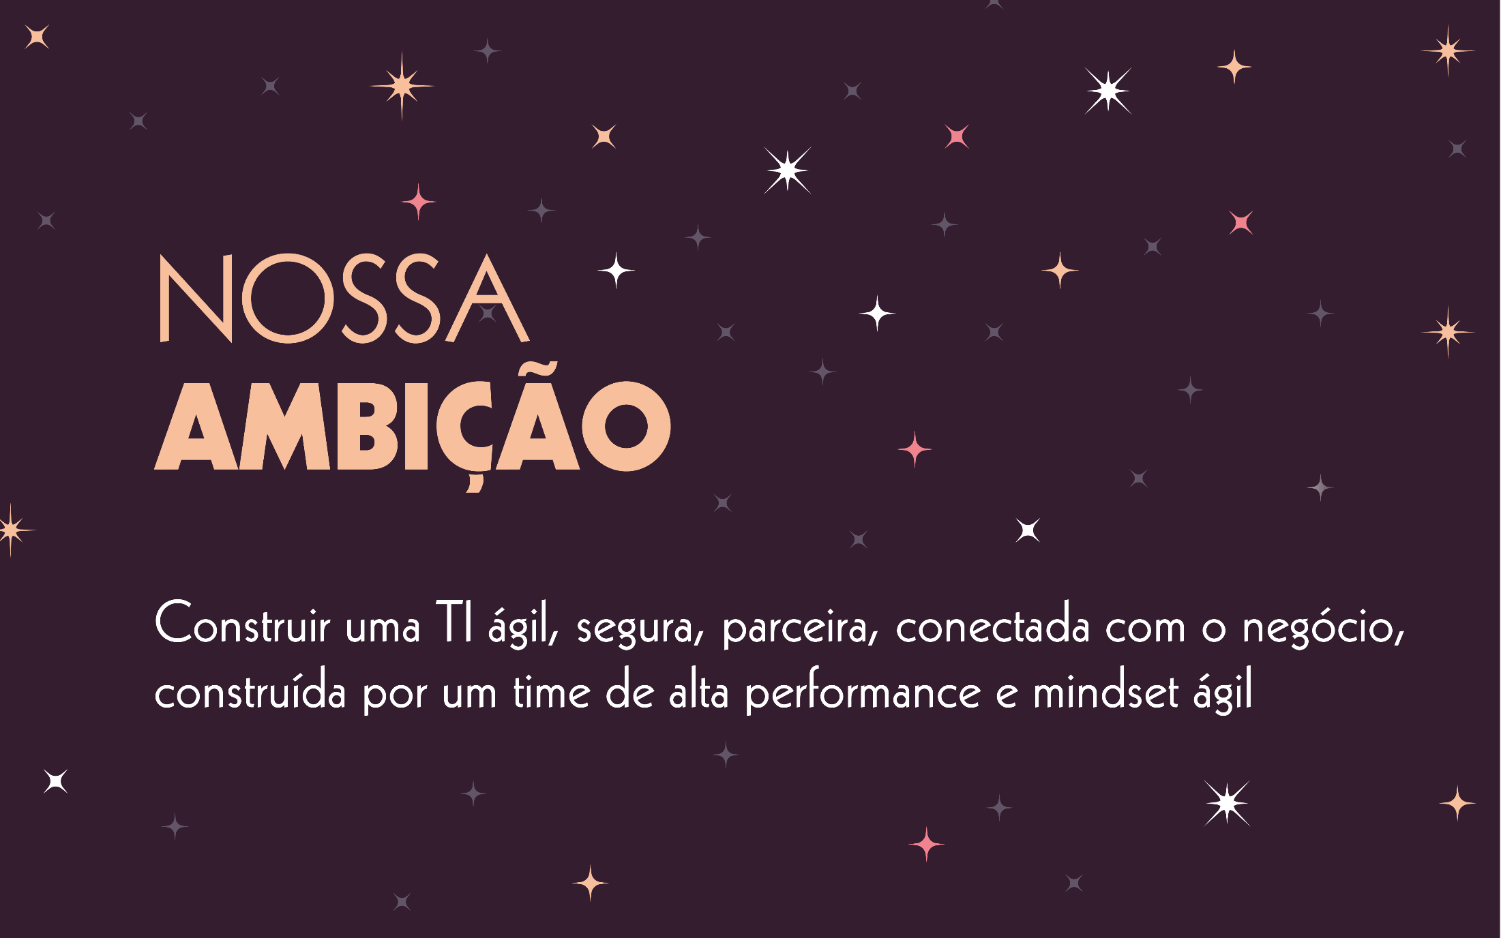 NOSSA
AMBIÇÃO
Construir uma TI ágil, segura, parceira, conectada com o negócio,
construída por um time de alta performance e mindset ágil